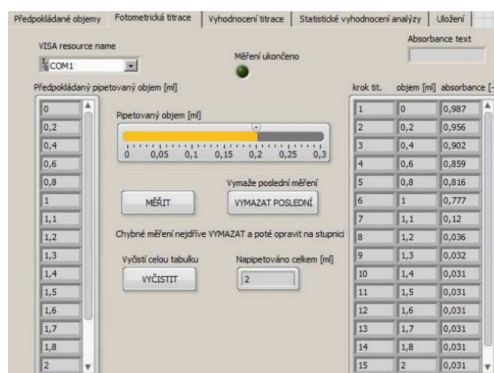 Předpokládané objemy Fotometrická titrace Vyhodnocení titrace Statistické vyhodnocení analýzy Uložení
VISA resource name
COM1
Měření ukončeno
Absorbance text
Předpokládaný pipetovaný objem [ml]
0
0,2
0,4
0,6
0,8
1
1,1
1,2
1,3
1,4
1,5
1,6
1,7
1,8
2
Pipetovaný objem [ml]
0 0,05 0,1 0,15 0,2 0,25 0,3
MĚŘIT
Vymaže poslední měření
VYMAZAT POSLEDNÍ
Chybné měření nejdříve VYMAZAT a poté opravit na stupnici
Vyčistí celou tabulku
VYČISTIT
Napipetováno celkem [ml]
2
krok tit. objem [ml] absorbance [-
1 0 0,987
2 0,2 0,956
3 0,4 0,902
4 0,6 0,859
5 0,8 0,816
6 1 0,777
7 1,1 0,12
8 1,2 0,036
9 1,3 0,032
10 1,4 0,031
11 1,5 0,031
12 1,6 0,031
13 1,7 0,031
14 1,8 0,031
15 2 0,031